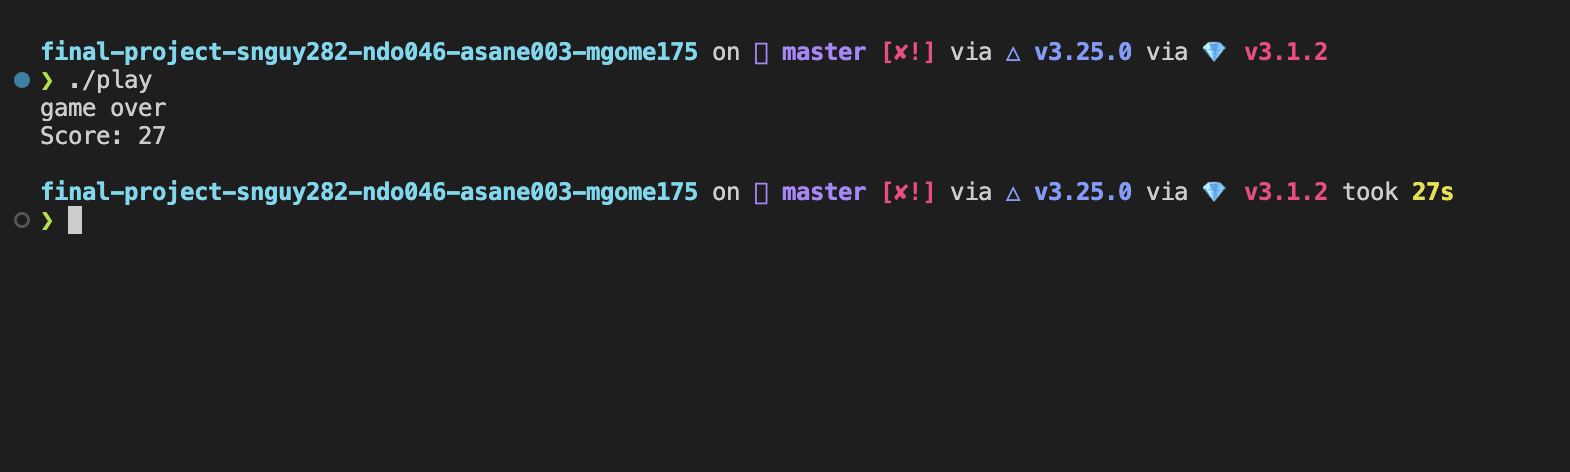 final-project-snguy282-ndo046-asane003-mgome175 on  master [✘!] via △ v3.25.0 via 💎 v3.1.2
❯ ./play
game over
Score: 27
final-project-snguy282-ndo046-asane003-mgome175 on  master [✘!] via △ v3.25.0 via 💎 v3.1.2 took 27s
❯